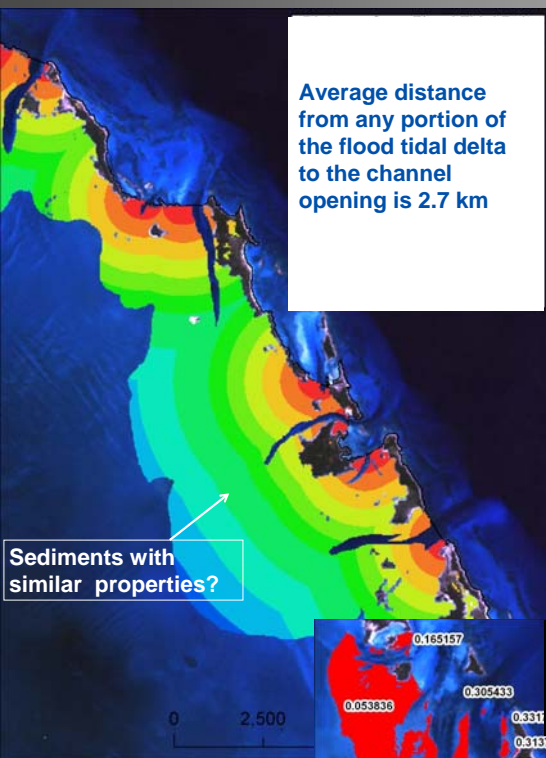 Average distance
from any portion of
the flood tidal delta
to the channel
opening is 2.7 km
Sediments with
similar properties?
0.165157
0.305433
0.053836
0 2,500